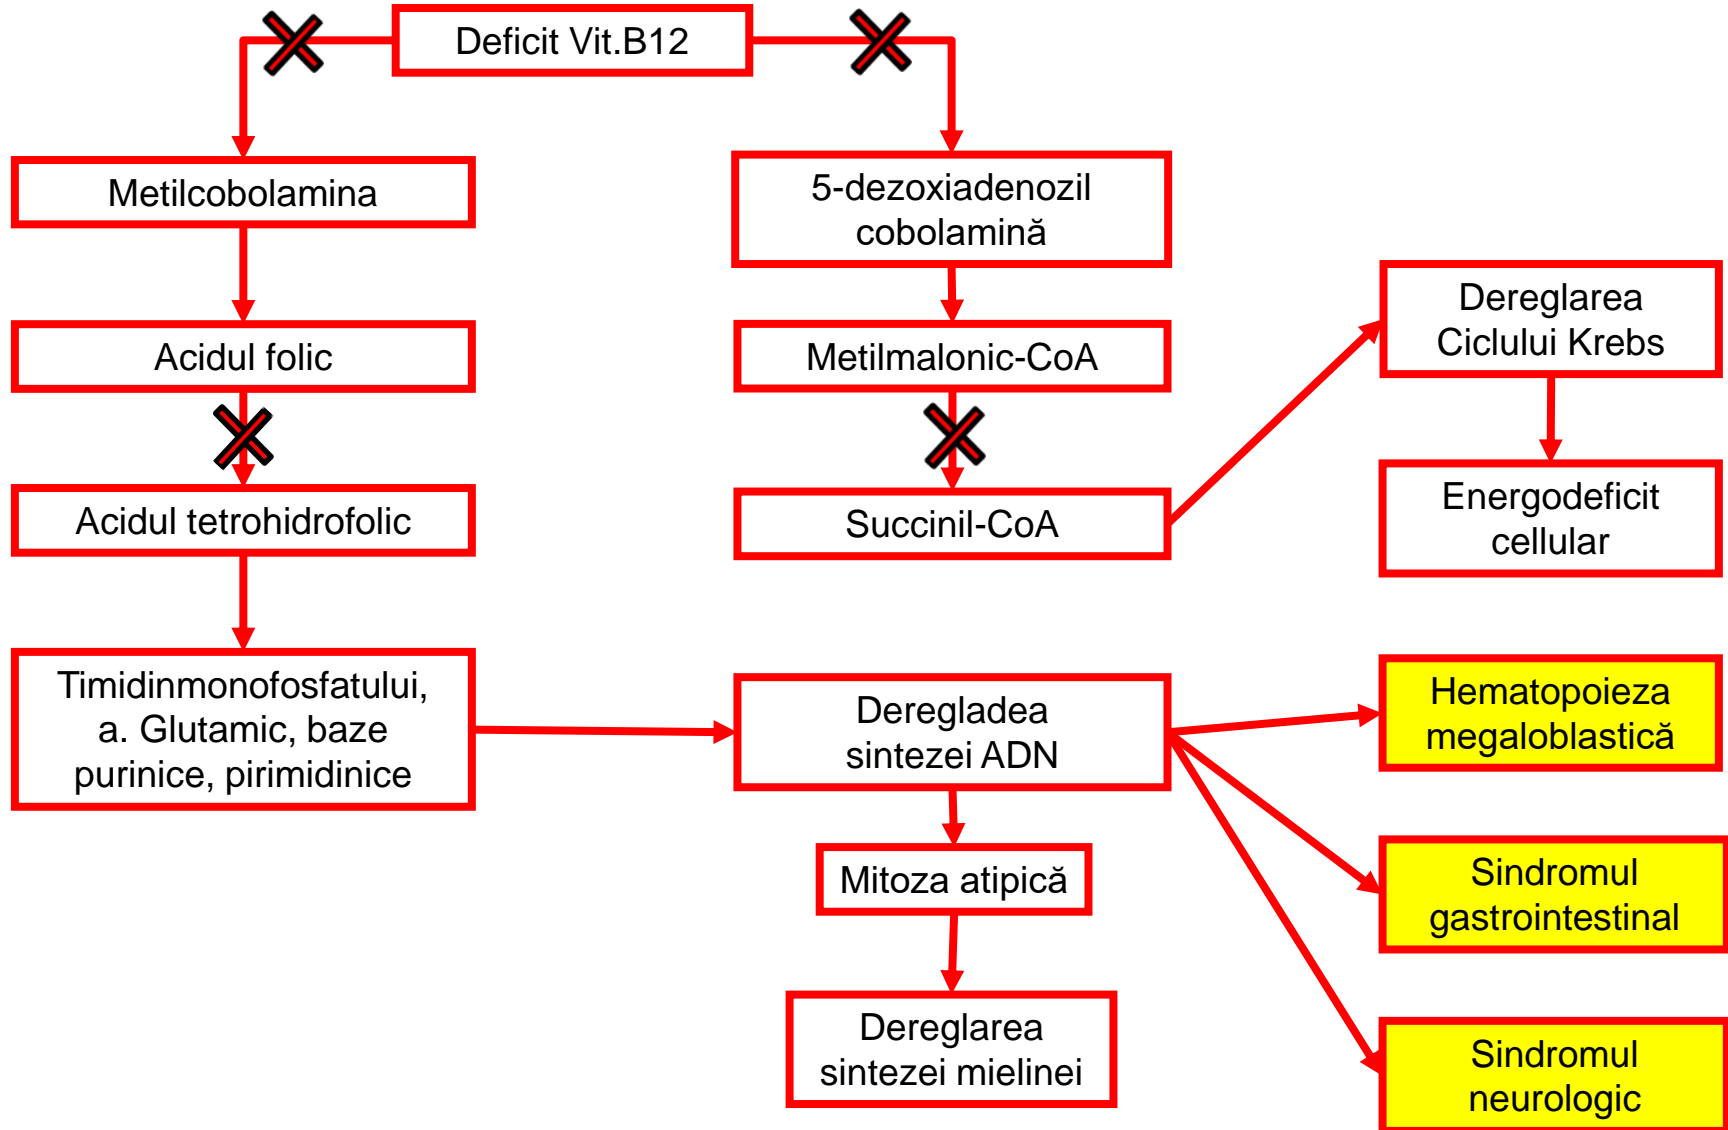 Deficit Vit.B12
Metilcobolamina
5-dezoxiadenozil
cobolamină
Acidul folic
Metilmalonic-CoA
Dereglarea
Ciclului Krebs
Acidul tetrohidrofolic
Succinil-CoA
Energodeficit
cellular
Timidinmonofosfatului,
a. Glutamic, baze
purinice, pirimidinice
Deregladea
sintezei ADN
Hematopoieza
megaloblastică
Mitoza atipică
Sindromul
gastrointestinal
Dereglarea
sintezei mielinei
Sindromul
neurologic